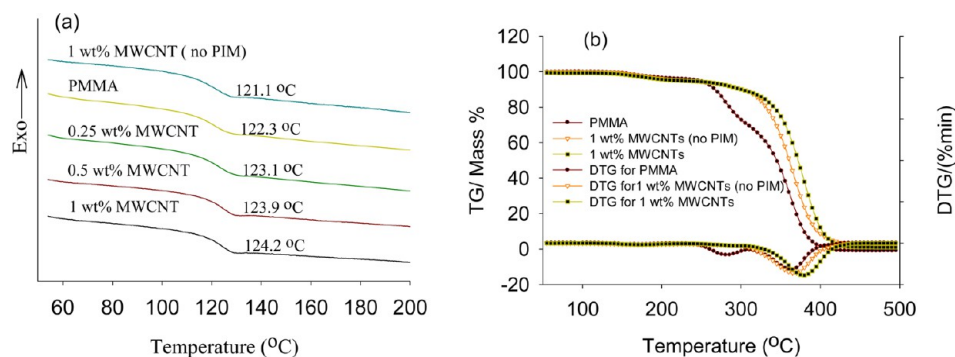 (a)
1 wt% MWCNT ( no PIM)
121.1 ºC
PMMA
122.3 ºC
0.25 wt% MWCNT
123.1 ºC
0.5 wt% MWCNT
123.9 ºC
1 wt% MWCNT
124.2 ºC
Exo
60 80 100 120 140 160 180 200
Temperature (ºC)
(b)
120
100
80
60
40
20
0
-20
TG/ Mass %
PMMA
1 wt% MWCNTs (no PIM)
1 wt% MWCNTs
DTG for PMMA
DTG for1 wt% MWCNTs (no PIM)
DTG for 1 wt% MWCNTs
DTG/(%min)
100 200 300 400 500
Temperature (ºC)